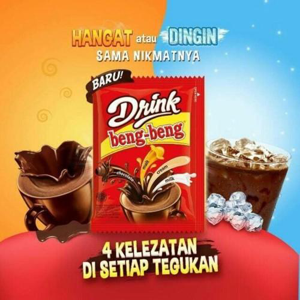 HANGAT atau DINGIN
SAMA NIKMATNYA
BARU!
Drink
beng-beng
4 KELEZATAN
DI SETIAP TEGUKAN